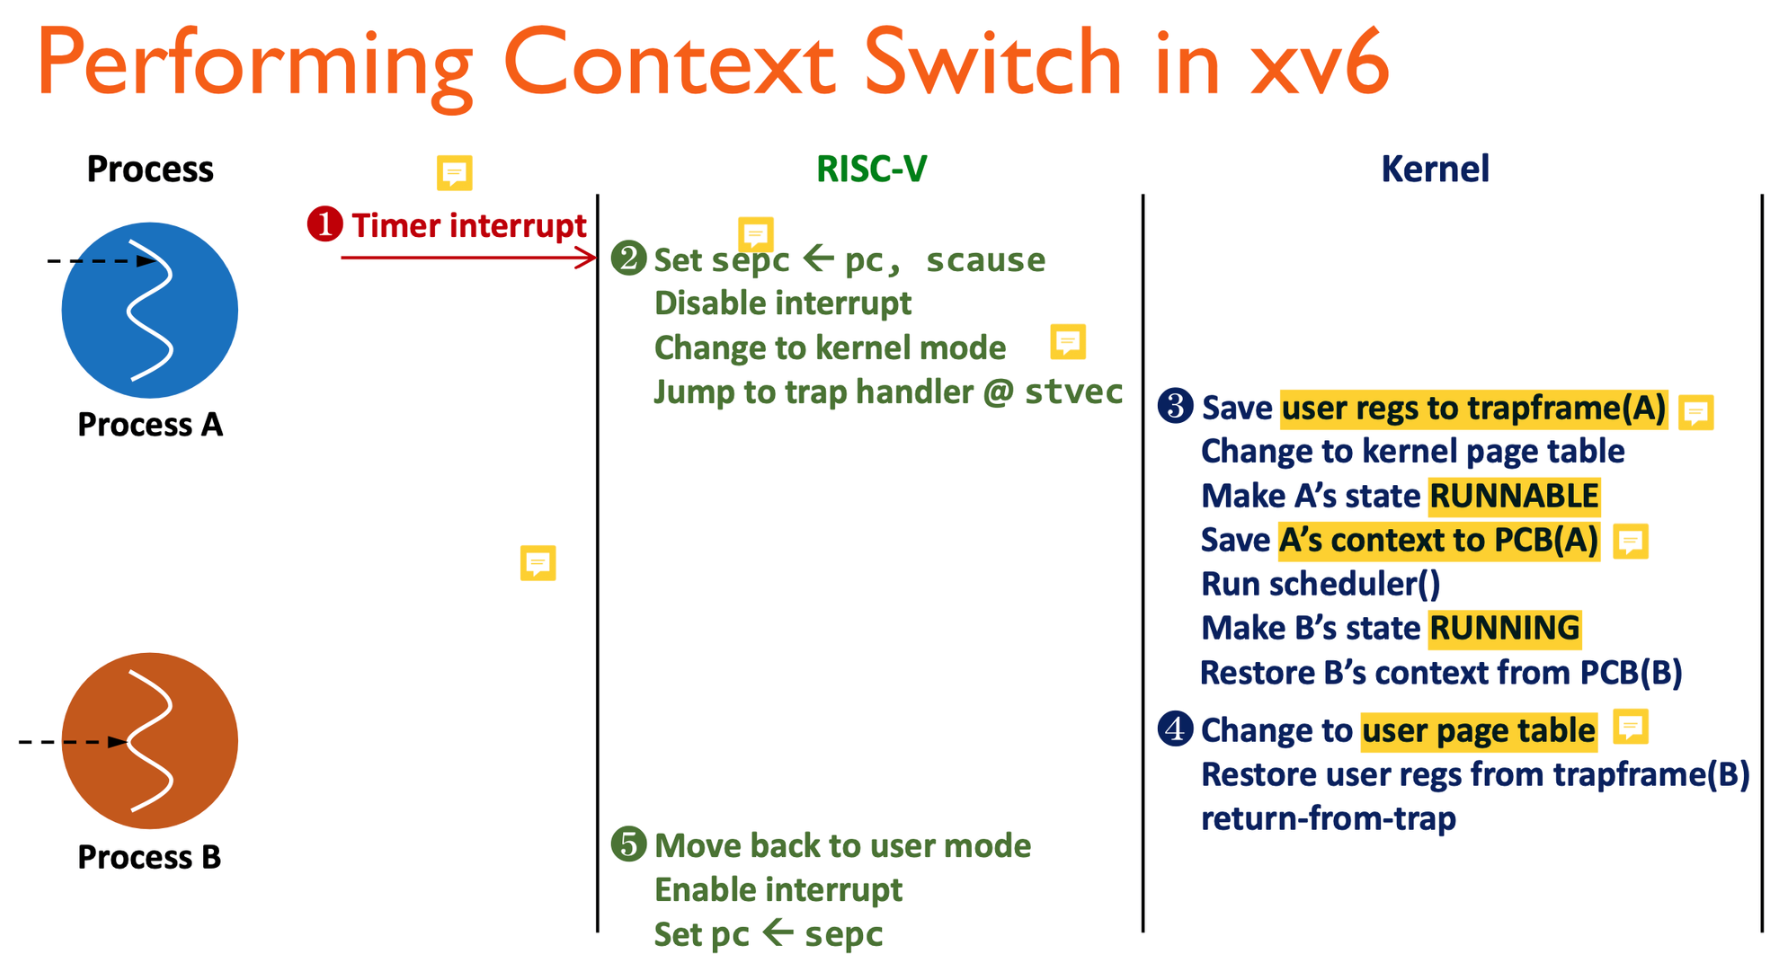 Performing Context Switch in xv6
Process
RISC-V
Kernel
❶ Timer interrupt
Process A
❷ Set sepc ← pc, scause
Disable interrupt
Change to kernel mode
Jump to trap handler @ stvec
❸ Save user regs to trapframe(A)
Change to kernel page table
Make A’s state RUNNABLE
Save A’s context to PCB(A)
Run scheduler()
Make B’s state RUNNING
Restore B’s context from PCB(B)
❹ Change to user page table
Restore user regs from trapframe(B)
return-from-trap
Process B
❺ Move back to user mode
Enable interrupt
Set pc ← sepc